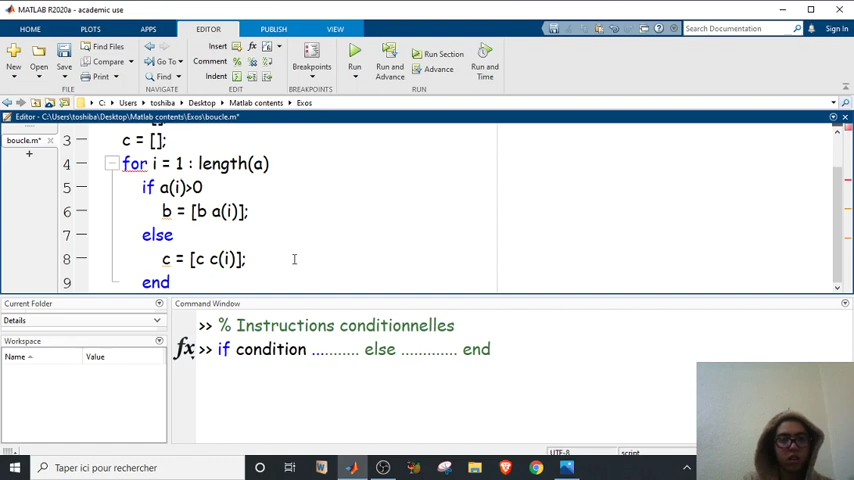 MATLAB R2020a - academic use
HOME PLOTS APPS EDITOR PUBLISH VIEW Search Documentation Sign In
New Open Save Find Files Compare Print Go To Find Insert Comment Indent Breakpoints Run Run and Advance Run Section Advance Run and Time
FILE NAVIGATE EDIT BREAKPOINTS RUN
C: Users toshiba Desktop Matlab contents Exos
Editor - C:\Users\toshiba\Desktop\Matlab contents\Exos\boucle.m*
boucle.m*
3 c = [];
4 for i = 1 : length(a)
5 if a(i)>0
6 b = [b a(i)];
7 else
8 c = [c c(i)];
9 end
Current Folder Command Window
Details
>> % Instructions conditionnelles
Workspace
fx >> if condition ........... else ............. end
Name Value
UTF-8 script
Taper ici pour rechercher